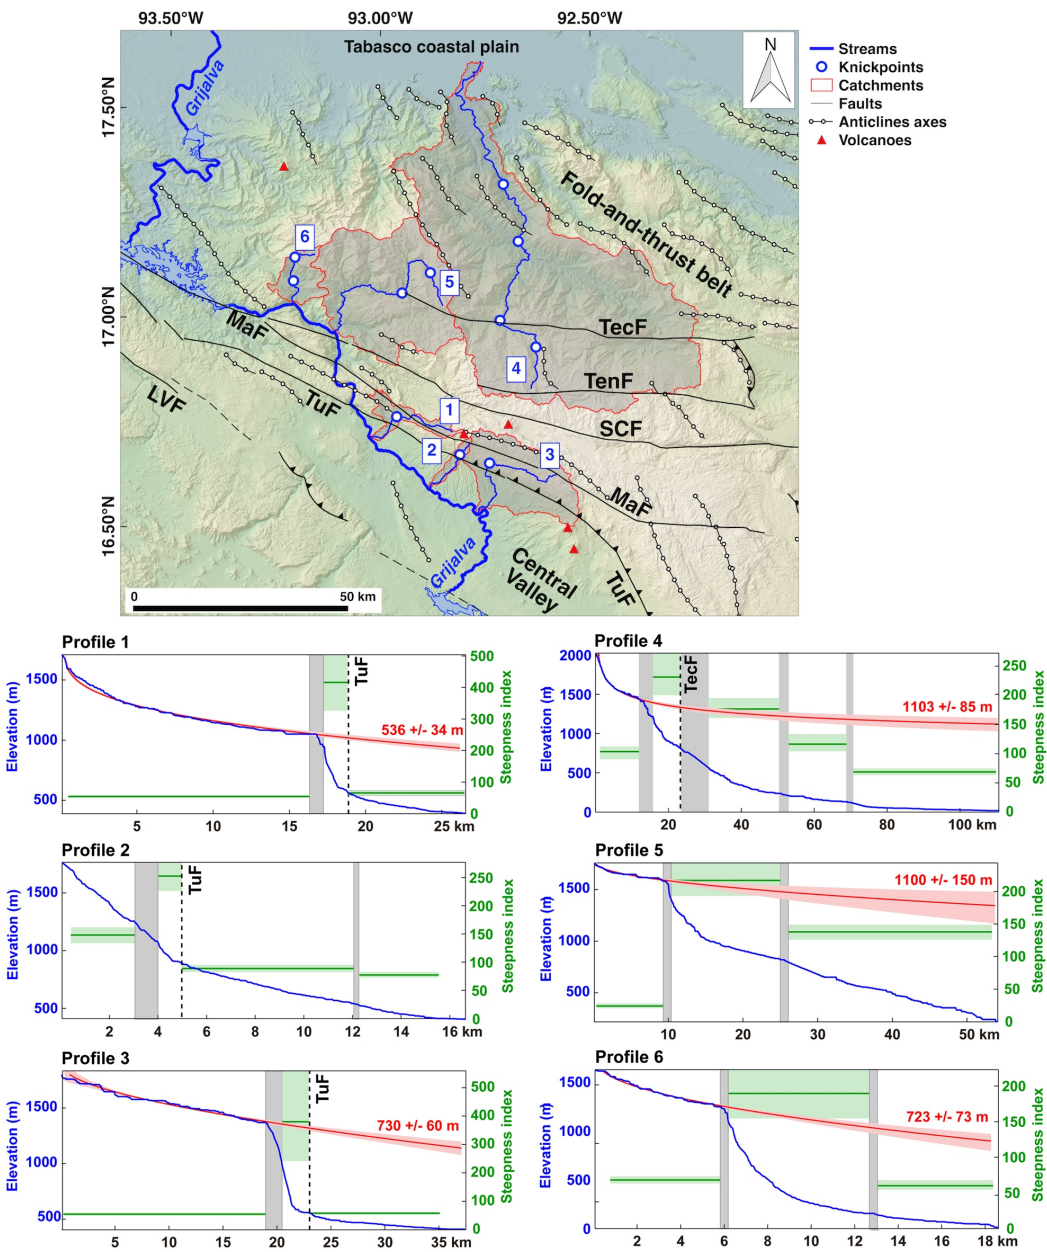 93.50°W 93.00°W 92.50°W
Tabasco coastal plain
N
Streams
Knickpoints
Catchments
Faults
Anticlines axes
Volcanoes
17.50°N
17.00°N
16.50°N
Grijalva
Fold-and-thrust belt
6
5
4
1
2
3
TecF
TenF
SCF
MaF
MaF
LVF
TuF
TuF
Grijalva
Central
Valley
0 50 km
Profile 1
Elevation (m)
1500
1000
500
5 10 15 20 25 km
TuF
536 +/- 34 m
500
400
300
200
100
0
Steepness index
Profile 4
Elevation (m)
2000
1500
1000
500
0
20 40 60 80 100 km
TecF
1103 +/- 85 m
250
200
150
100
50
0
Steepness index
Profile 2
Elevation (m)
1500
1000
500
2 4 6 8 10 12 14 16 km
TuF
250
200
150
100
50
0
Steepness index
Profile 5
Elevation (m)
1500
1000
500
10 20 30 40 50 km
1100 +/- 150 m
200
150
100
50
0
Steepness index
Profile 3
Elevation (m)
1500
1000
500
5 10 15 20 25 30 35 km
TuF
730 +/- 60 m
500
400
300
200
100
0
Steepness index
Profile 6
Elevation (m)
1500
1000
500
0
2 4 6 8 10 12 14 16 18 km
723 +/- 73 m
200
150
100
50
0
Steepness index